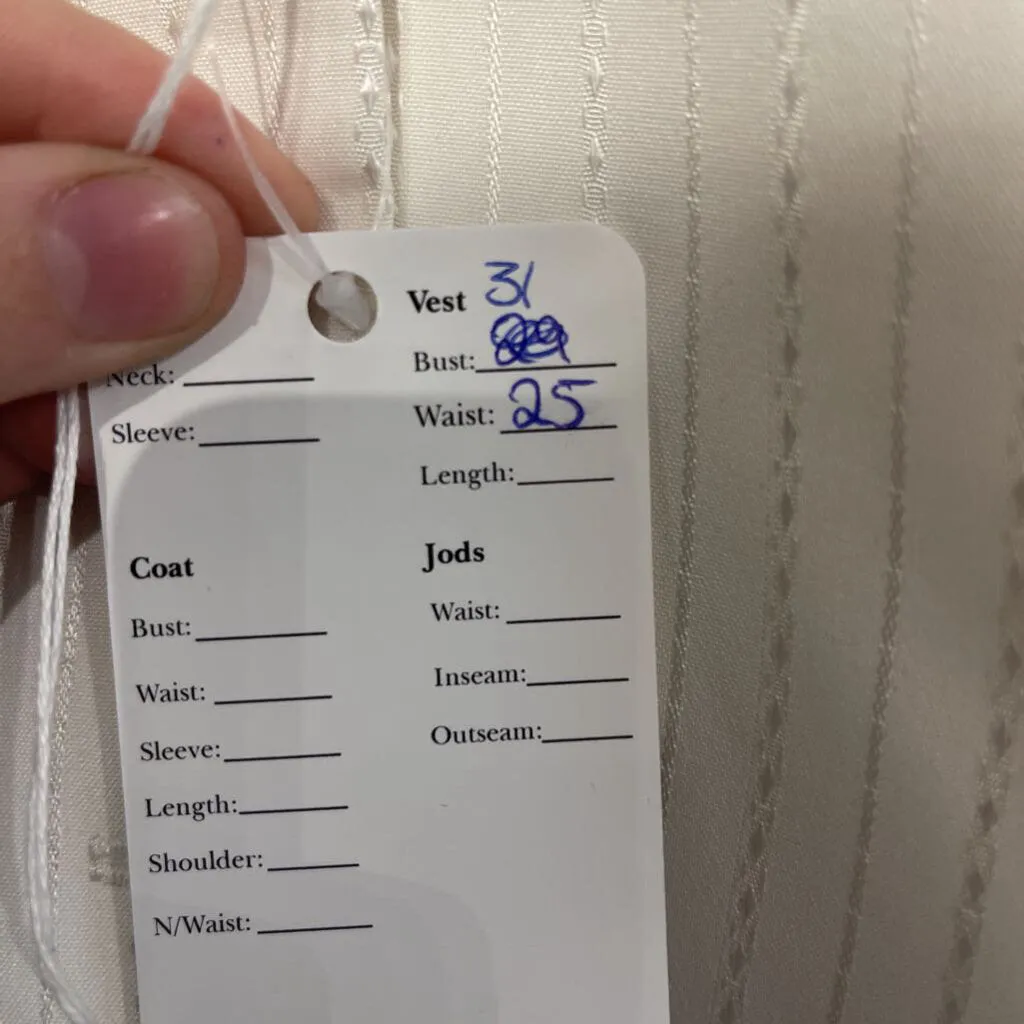 Neck:
Sleeve:
Vest 31
Bust:
Waist: 25
Length:
Coat
Bust:
Waist:
Sleeve:
Length:
Shoulder:
N/Waist:
Jods
Waist:
Inseam:
Outseam: